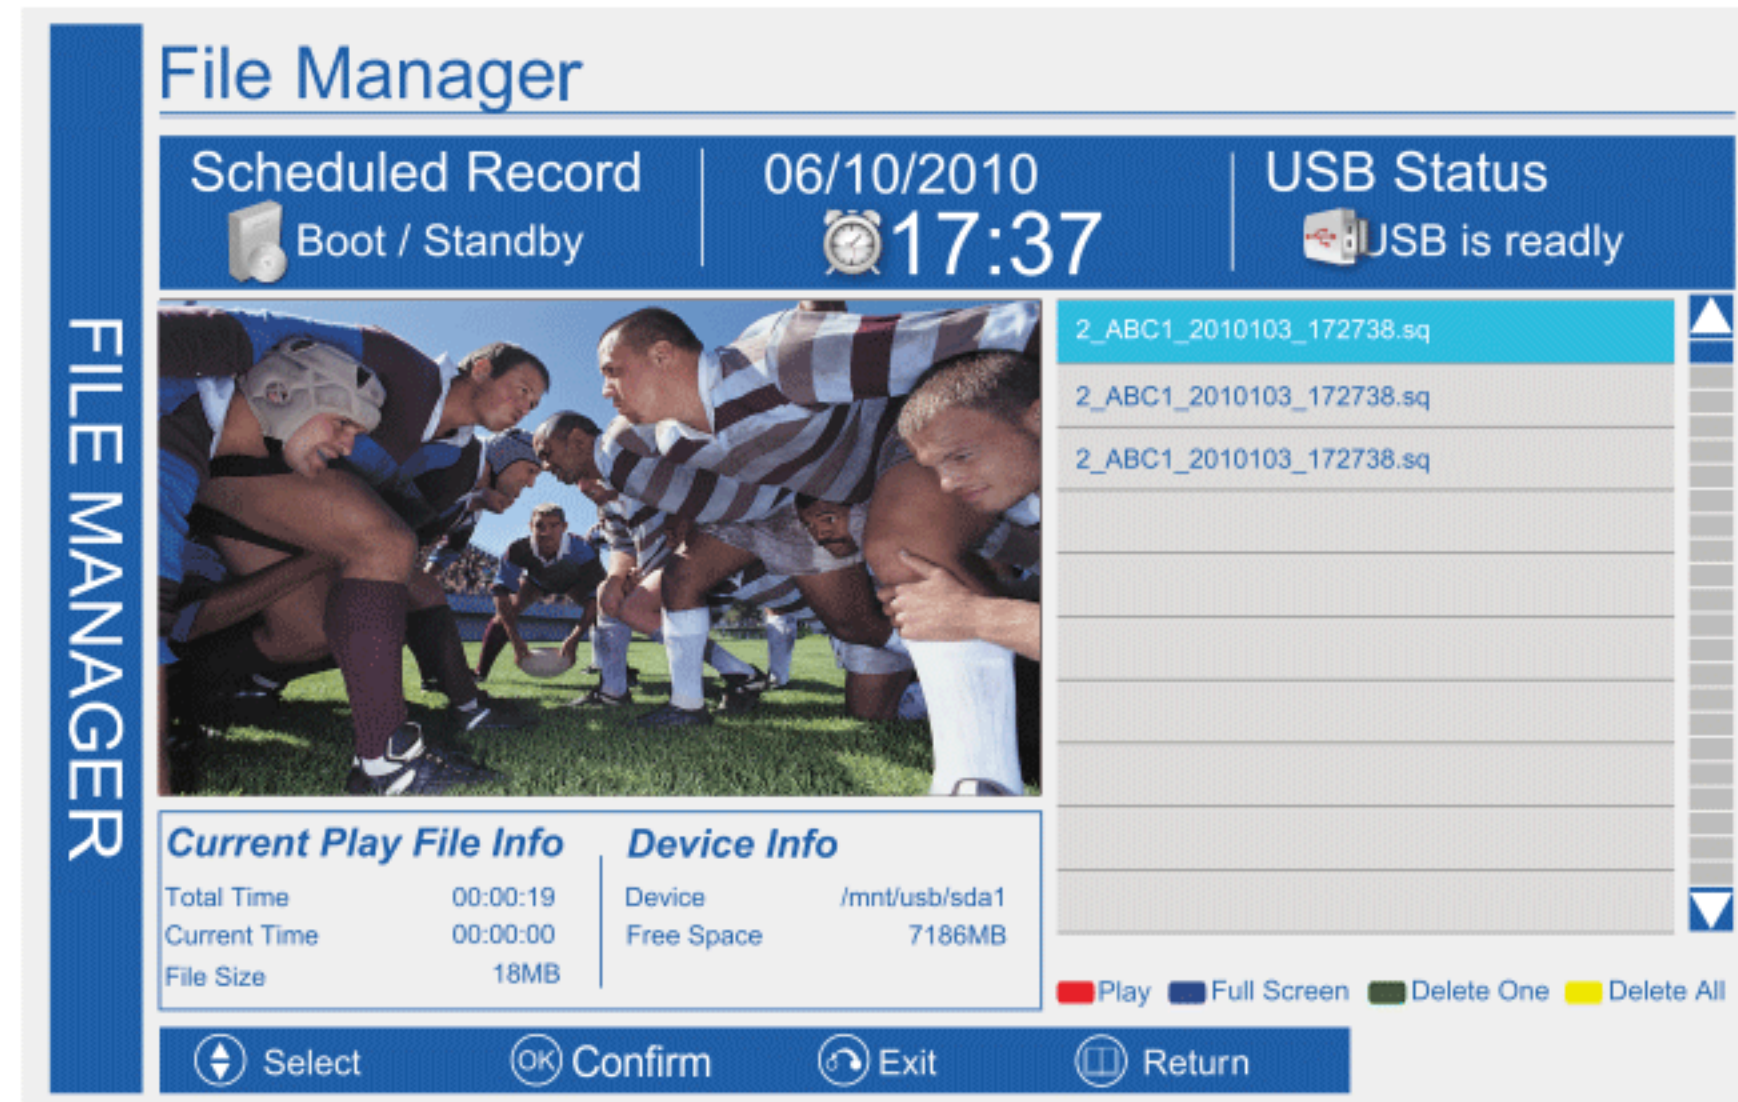 File Manager
FILE MANAGER
Scheduled Record
Boot / Standby
06/10/2010
17:37
USB Status
USB is readly
2_ABC1_2010103_172738.sq
2_ABC1_2010103_172738.sq
2_ABC1_2010103_172738.sq
Current Play File Info
Total Time 00:00:19
Current Time 00:00:00
File Size 18MB
Device Info
Device /mnt/usb/sda1
Free Space 7186MB
Play Full Screen Delete One Delete All
Select OK Confirm Exit Return